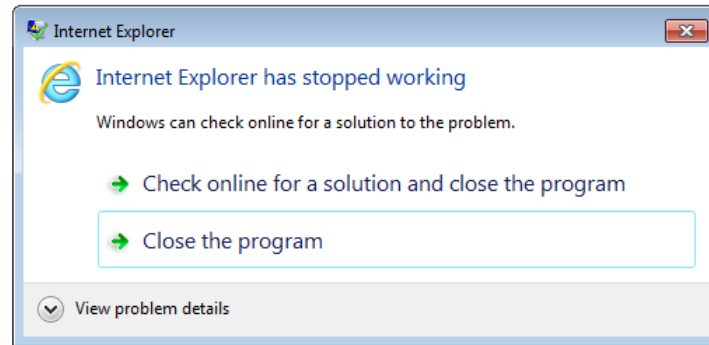 Internet Explorer
Internet Explorer has stopped working
Windows can check online for a solution to the problem.
Check online for a solution and close the program
Close the program
View problem details